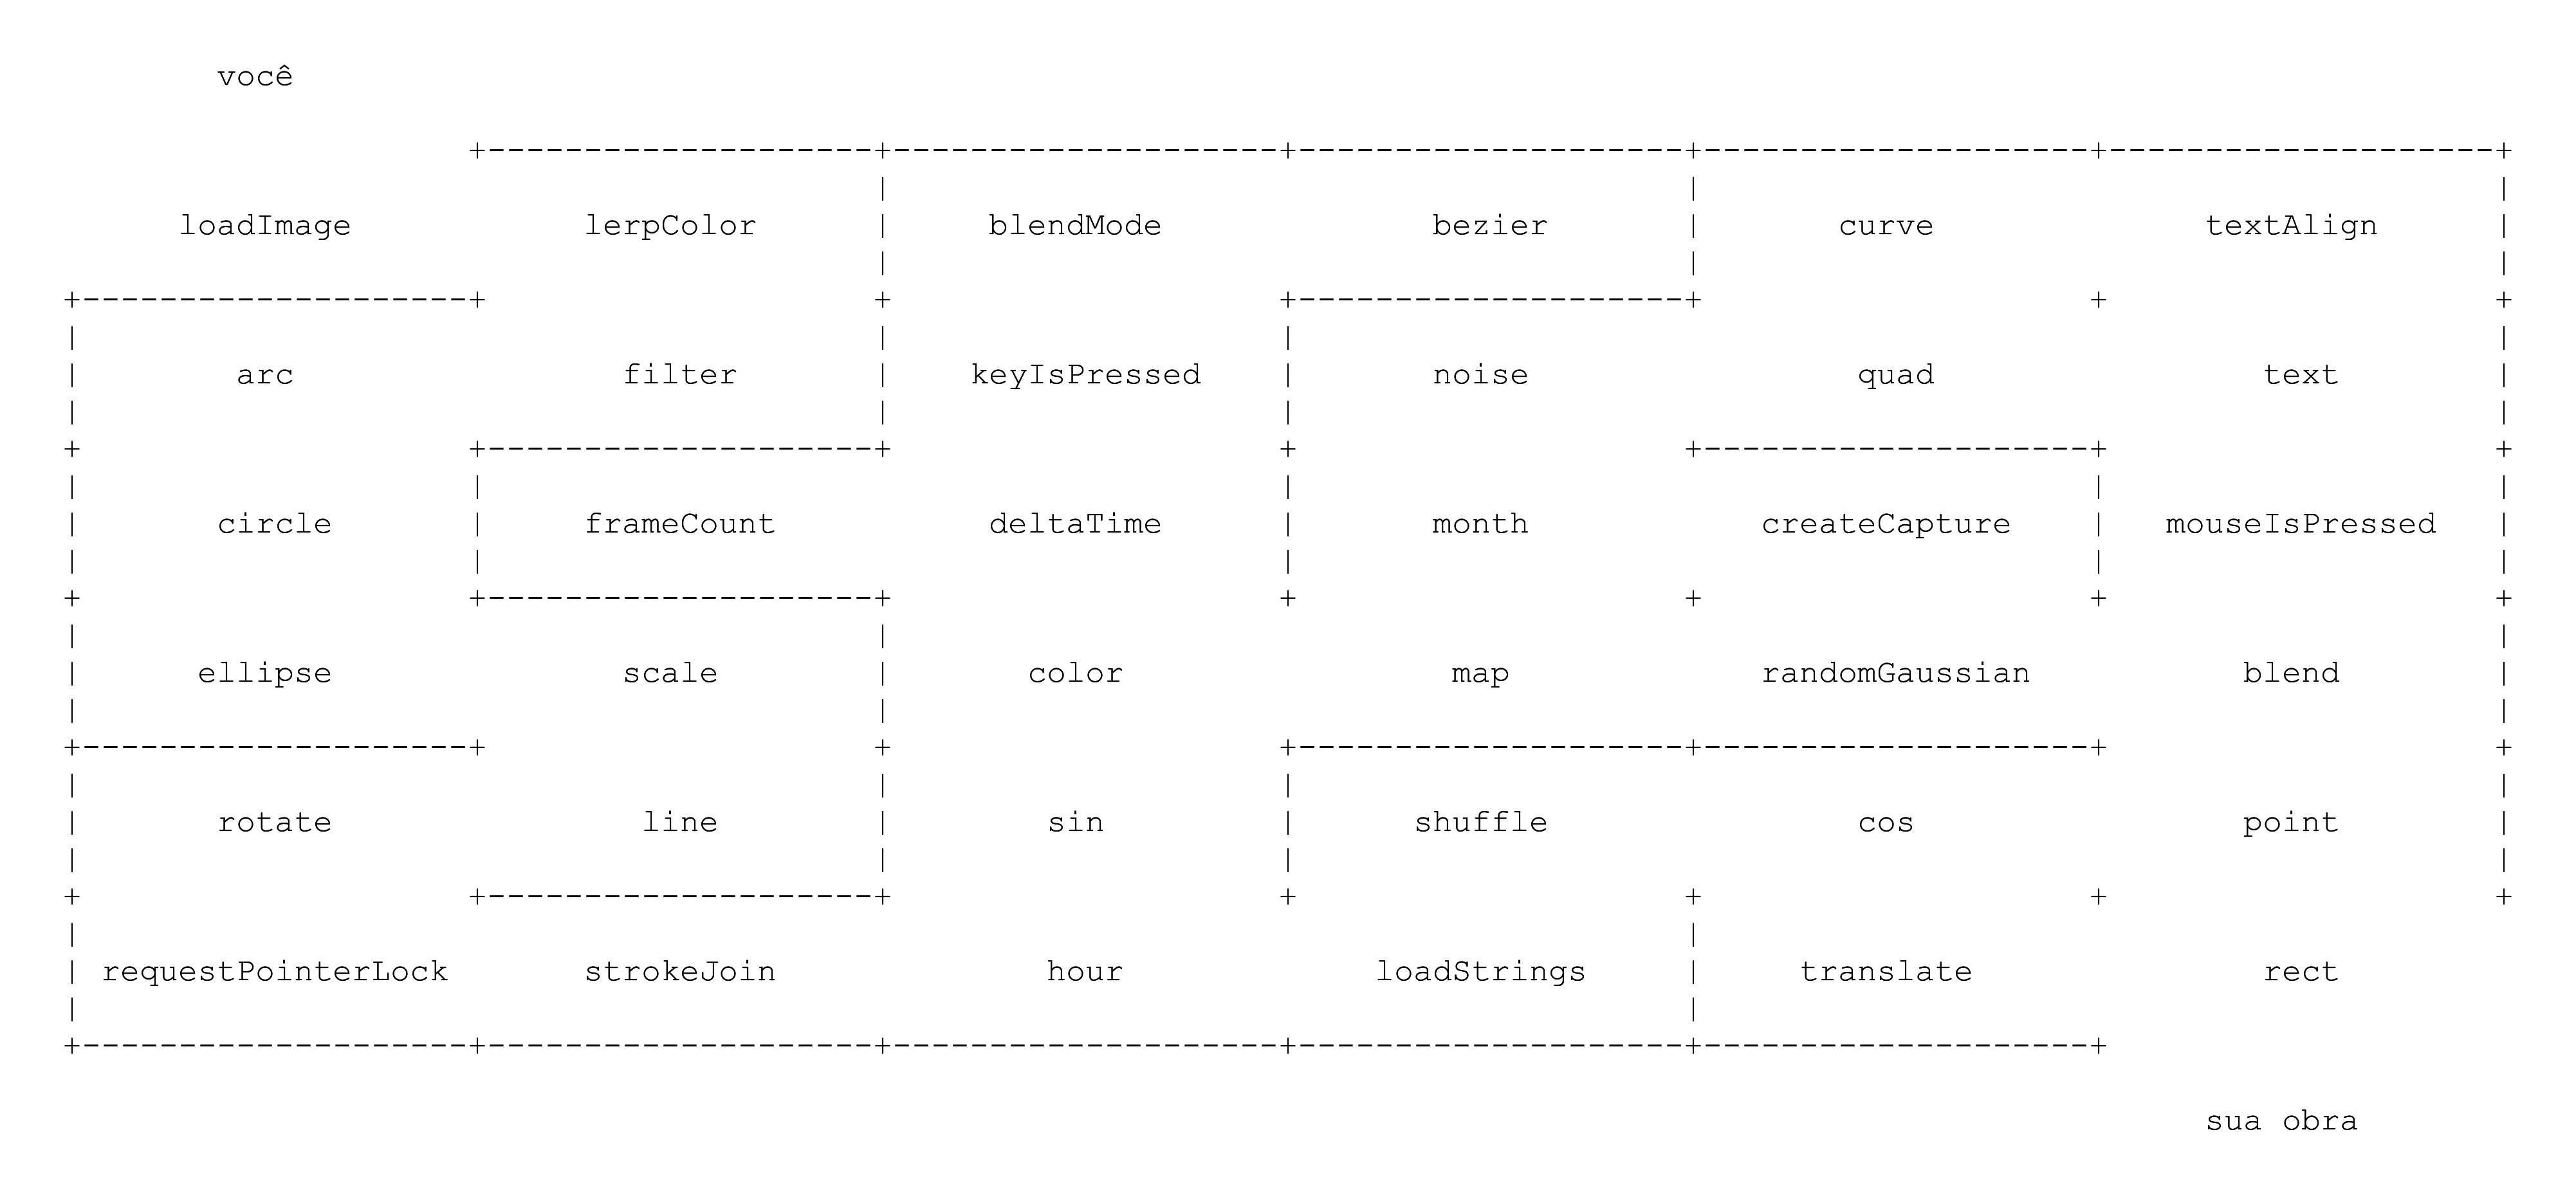 você
loadImage lerpColor blendMode bezier curve textAlign
arc filter keyIsPressed noise quad text
circle frameCount deltaTime month createCapture mouseIsPressed
ellipse scale color map randomGaussian blend
rotate line sin shuffle cos point
requestPointerLock strokeJoin hour loadStrings translate rect
sua obra